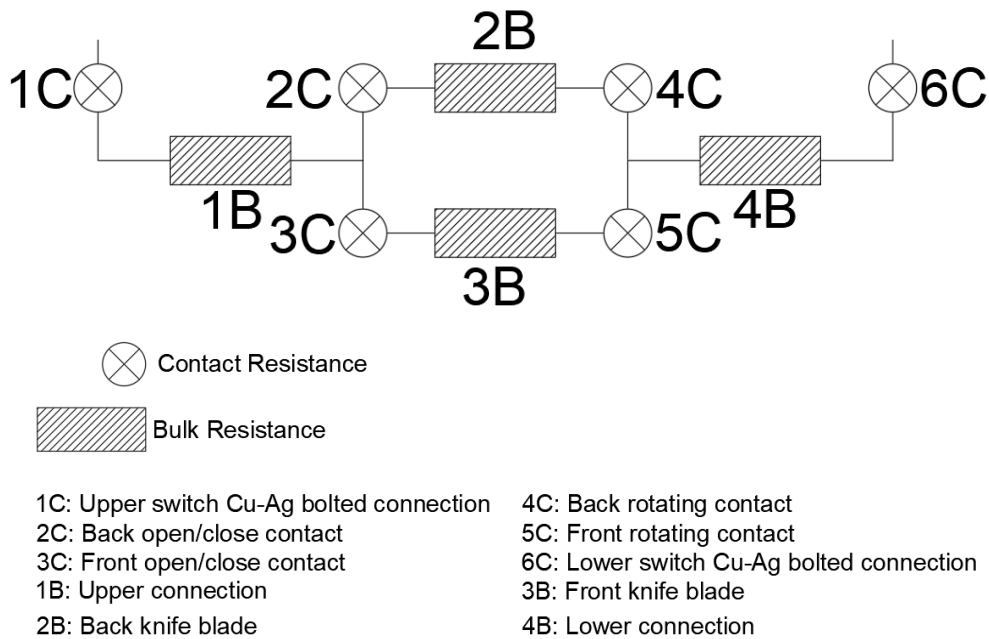 2B
1C
2C
4C
6C
1B
4B
3C
5C
3B
Contact Resistance
Bulk Resistance
1C: Upper switch Cu-Ag bolted connection
2C: Back open/close contact
3C: Front open/close contact
1B: Upper connection
2B: Back knife blade
4C: Back rotating contact
5C: Front rotating contact
6C: Lower switch Cu-Ag bolted connection
3B: Front knife blade
4B: Lower connection